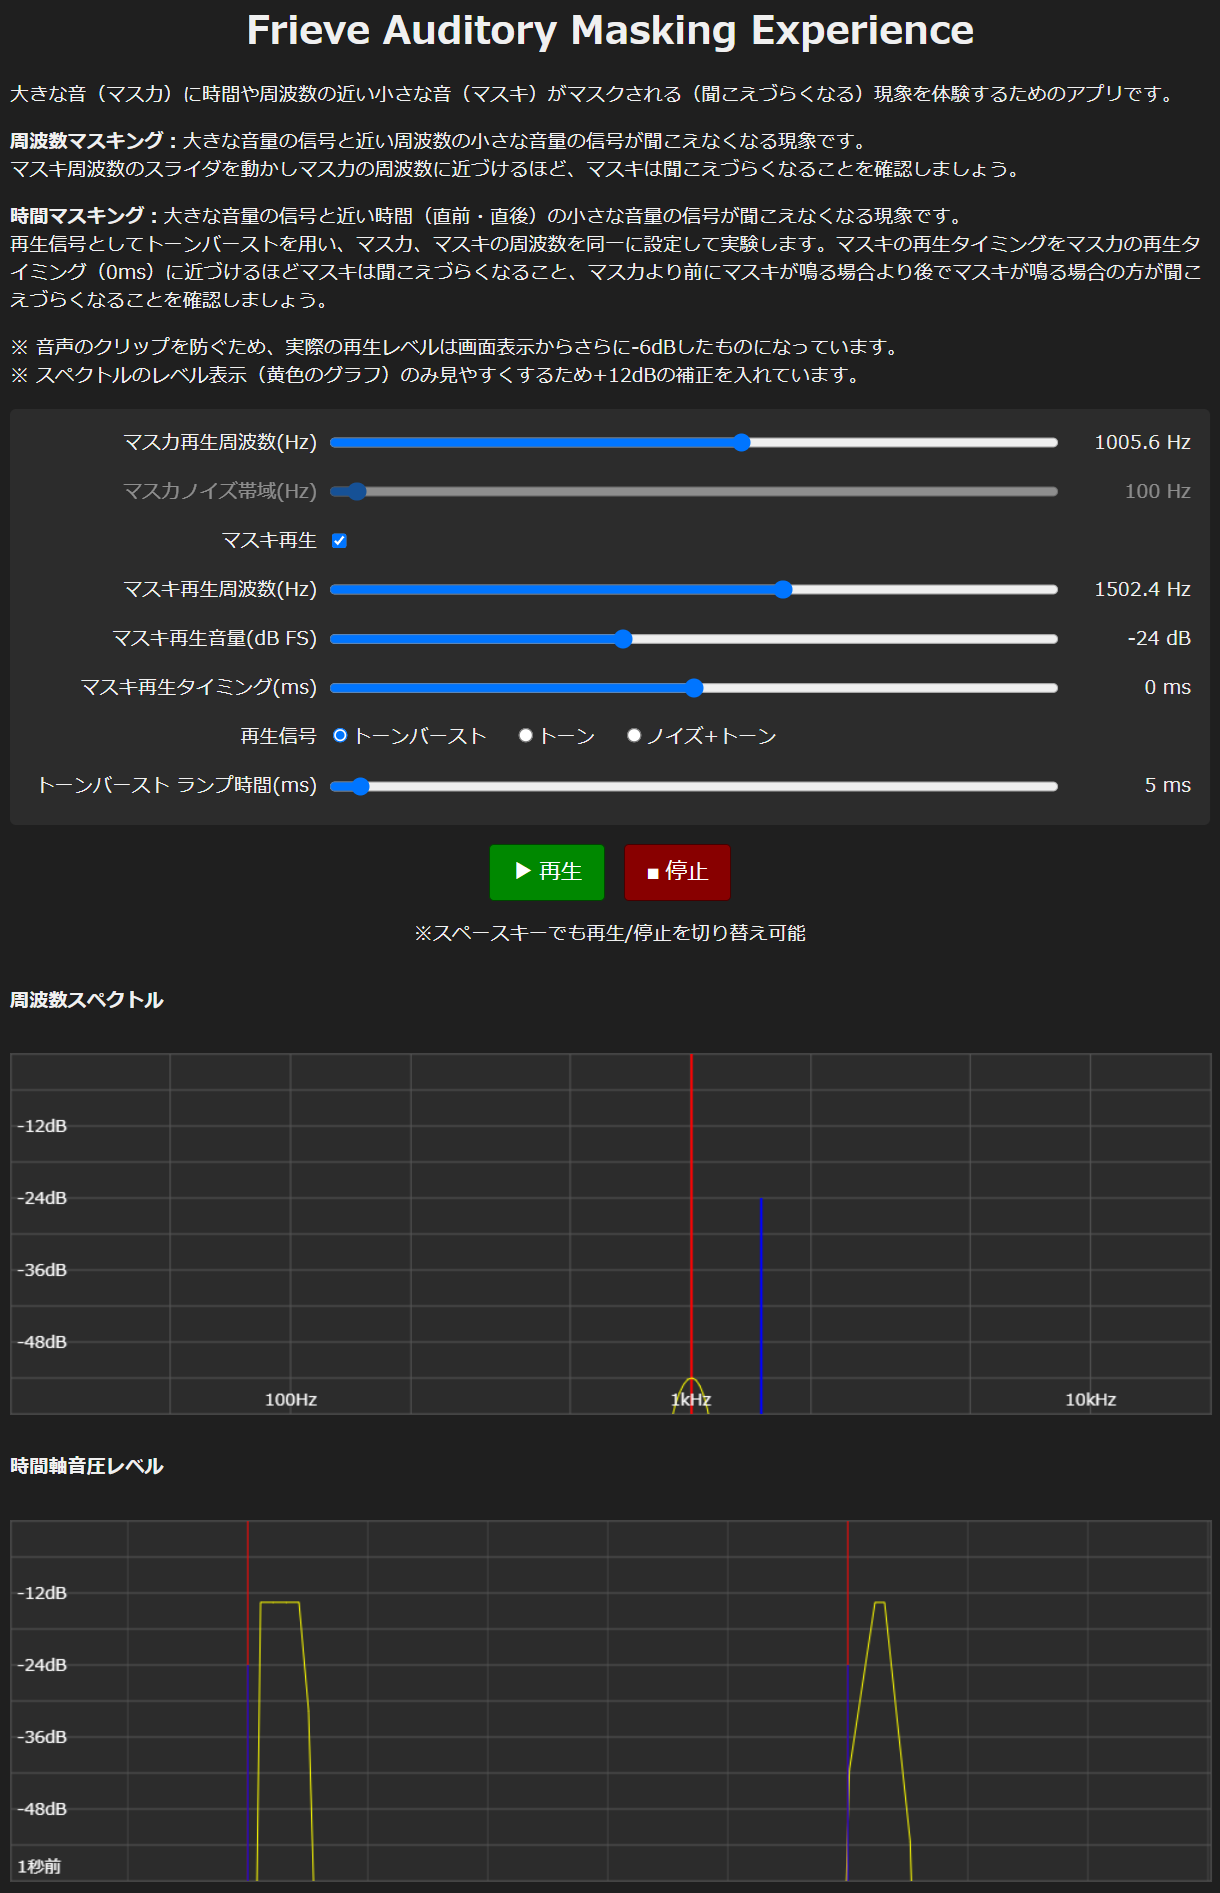 Frieve Auditory Masking Experience
大きな音（マスカ）に時間や周波数の近い小さな音（マスキ）がマスクされる（聞こえづらくなる）現象を体験するためのアプリです。
周波数マスキング：大きな音量の信号と近い周波数の小さな音量の信号が聞こえなくなる現象です。
マスキ周波数のスライダを動かしマスカの周波数に近づけるほど、マスキは聞こえづらくなることを確認しましょう。
時間マスキング：大きな音量の信号と近い時間（直前・直後）の小さな音量の信号が聞こえなくなる現象です。
再生信号としてトーンバーストを用い、マスカ、マスキの周波数を同一に設定して実験します。マスキの再生タイミングをマスカの再生タ
イミング（0ms）に近づけるほどマスキは聞こえづらくなること、マスカより前にマスキが鳴る場合より後でマスキが鳴る場合の方が聞こ
えづらくなることを確認しましょう。
※ 音声のクリップを防ぐため、実際の再生レベルは画面表示からさらに-6dBしたものになっています。
※ スペクトルのレベル表示（黄色のグラフ）のみ見やすくするため+12dBの補正を入れています。
マスカ再生周波数(Hz) 1005.6 Hz
マスカノイズ帯域(Hz) 100 Hz
マスキ再生
マスキ再生周波数(Hz) 1502.4 Hz
マスキ再生音量(dB FS) -24 dB
マスキ再生タイミング(ms) 0 ms
再生信号 トーンバースト トーン ノイズ+トーン
トーンバースト ランプ時間(ms) 5 ms
▶ 再生 ■ 停止
※スペースキーでも再生/停止を切り替え可能
周波数スペクトル
-12dB
-24dB
-36dB
-48dB
100Hz 1kHz 10kHz
時間軸音圧レベル
-12dB
-24dB
-36dB
-48dB
1秒前